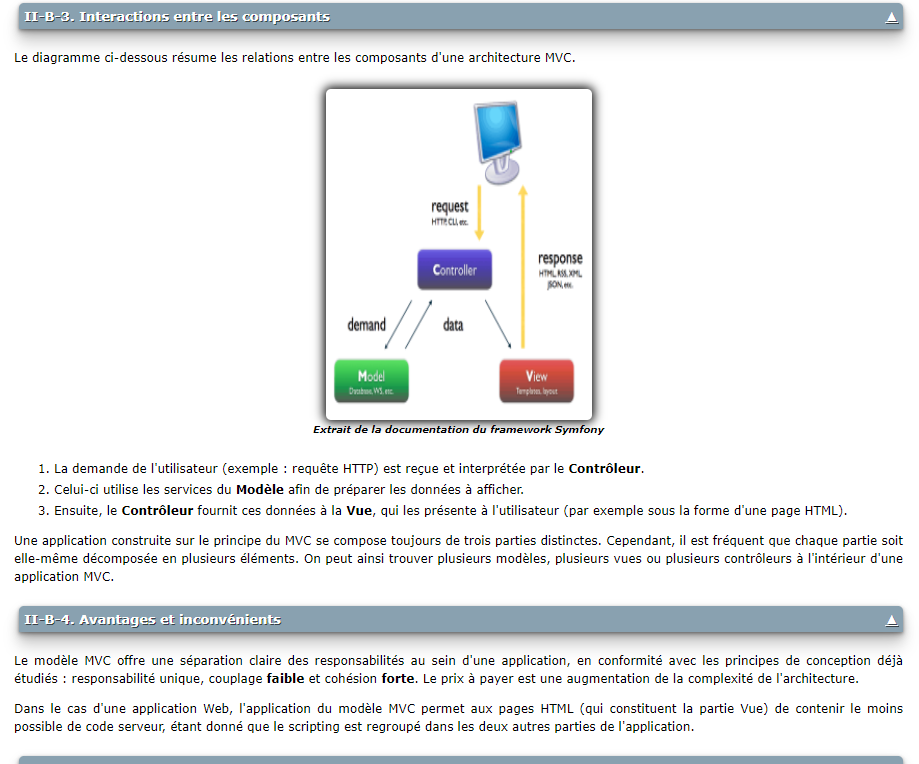 II-B-3. Interactions entre les composants
Le diagramme ci-dessous résume les relations entre les composants d'une architecture MVC.
request
HTTP, CLI, etc.
Controller
response
HTML, RSS, XML,
JSON, etc.
demand
data
Model
Database, WS, etc.
View
Templates, layout
Extrait de la documentation du framework Symfony
1. La demande de l'utilisateur (exemple : requête HTTP) est reçue et interprétée par le Contrôleur.
2. Celui-ci utilise les services du Modèle afin de préparer les données à afficher.
3. Ensuite, le Contrôleur fournit ces données à la Vue, qui les présente à l'utilisateur (par exemple sous la forme d'une page HTML).
Une application construite sur le principe du MVC se compose toujours de trois parties distinctes. Cependant, il est fréquent que chaque partie soit
elle-même décomposée en plusieurs éléments. On peut ainsi trouver plusieurs modèles, plusieurs vues ou plusieurs contrôleurs à l'intérieur d'une
application MVC.
II-B-4. Avantages et inconvénients
Le modèle MVC offre une séparation claire des responsabilités au sein d'une application, en conformité avec les principes de conception déjà
étudiés : responsabilité unique, couplage faible et cohésion forte. Le prix à payer est une augmentation de la complexité de l'architecture.
Dans le cas d'une application Web, l'application du modèle MVC permet aux pages HTML (qui constituent la partie Vue) de contenir le moins
possible de code serveur, étant donné que le scripting est regroupé dans les deux autres parties de l'application.